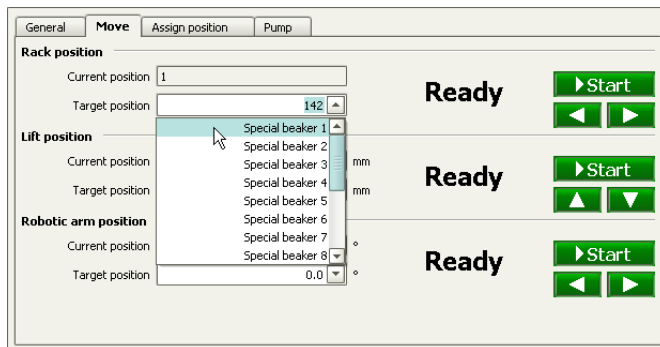 General Move Assign position Pump
Rack position
Current position 1
Target position 142
Ready
Start
Special beaker 1
Special beaker 2
Special beaker 3
Special beaker 4
Special beaker 5
Special beaker 6
Special beaker 7
Special beaker 8
Lift position
Current position mm
Target position mm
Ready
Start
Robotic arm position
Current position °
Target position 0.0 °
Ready
Start